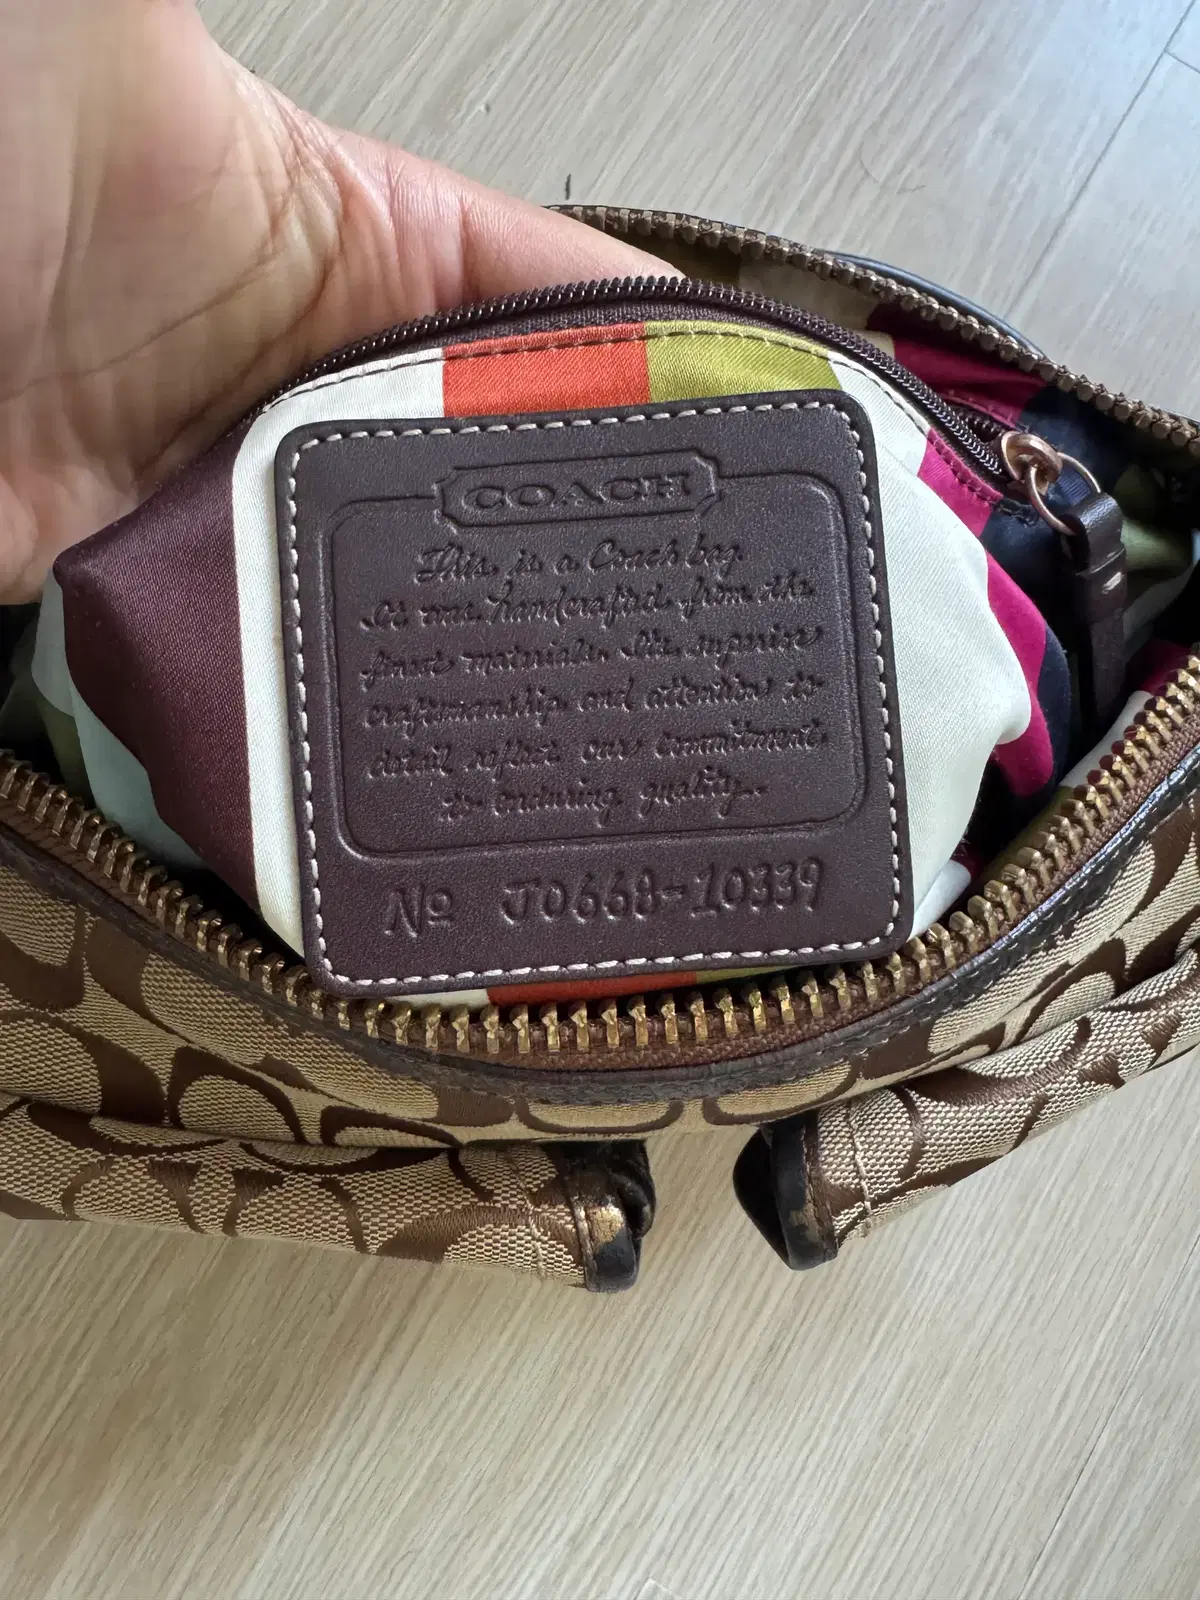 COACH
This is a Coach bag.
It was handcrafted from the
finest materials. Its superior
craftsmanship and attention to
detail reflect our commitment
to enduring quality.
No J0668-10339